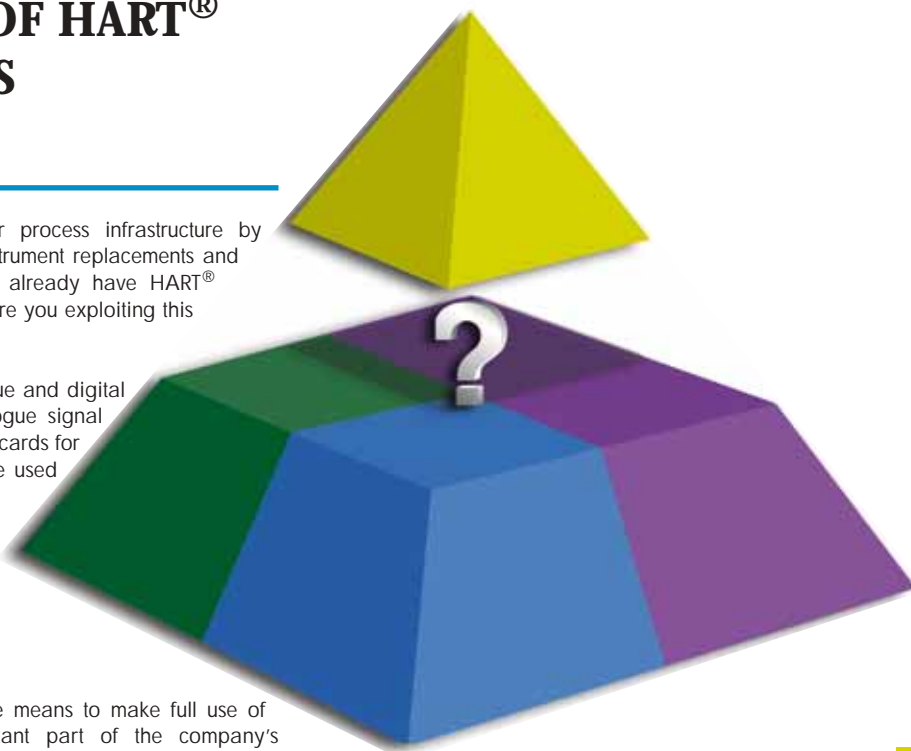 OF HART®
S
r process infrastructure by
trument replacements and
already have HART®
re you exploiting this
ue and digital
ogue signal
cards for
e used
?
e means to make full use of
ant part of the company's